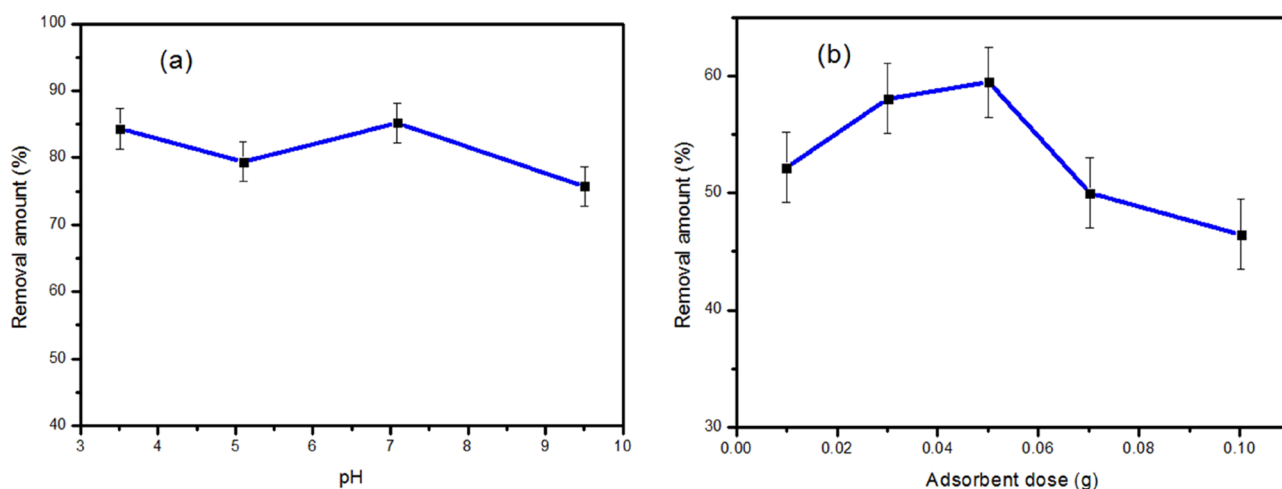 (a)
Removal amount (%)
100
90
80
70
60
50
40
3 4 5 6 7 8 9 10
pH
(b)
Removal amount (%)
60
50
40
30
0.00 0.02 0.04 0.06 0.08 0.10
Adsorbent dose (g)